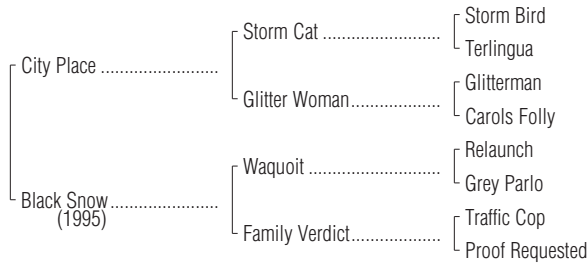 Storm Bird
Storm Cat ............................
Terlingua
City Place ............................
Glitterman
Glitter Woman.....................
Carols Folly
Relaunch
Waquoit ...............................
Grey Parlo
Black Snow..........................
(1995)
Traffic Cop
Family Verdict.....................
Proof Requested